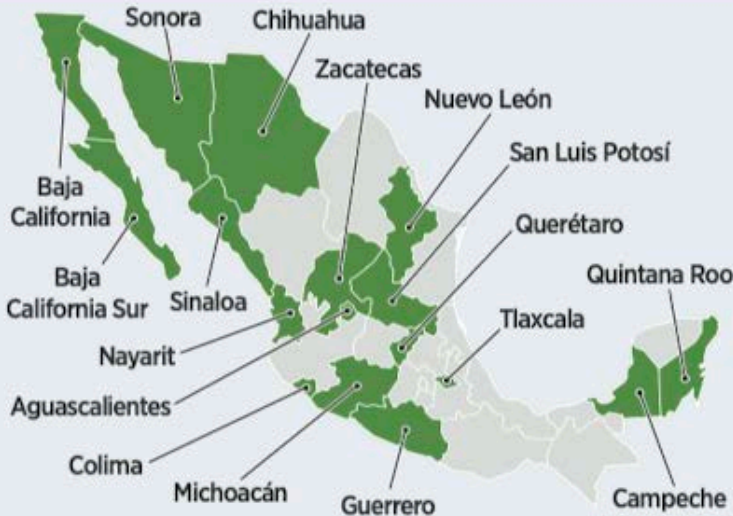 Sonora
Chihuahua
Zacatecas
Nuevo León
San Luis Potosí
Querétaro
Quintana Roo
Tlaxcala
Baja
California
Baja
California Sur
Sinaloa
Nayarit
Aguascalientes
Colima
Michoacán
Guerrero
Campeche